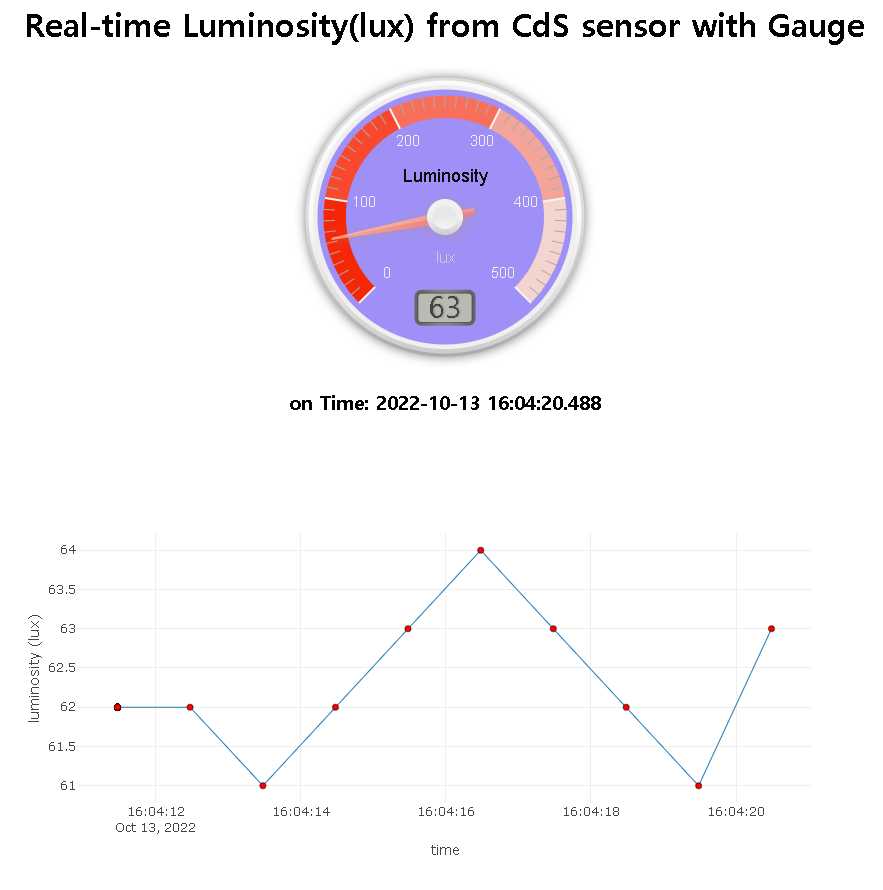 Real-time Luminosity(lux) from CdS sensor with Gauge
200 300
Luminosity
100 400
lux
0 500
63
on Time: 2022-10-13 16:04:20.488
64
63.5
63
62.5
62
61.5
61
luminosity (lux)
16:04:12 16:04:14 16:04:16 16:04:18 16:04:20
Oct 13, 2022
time